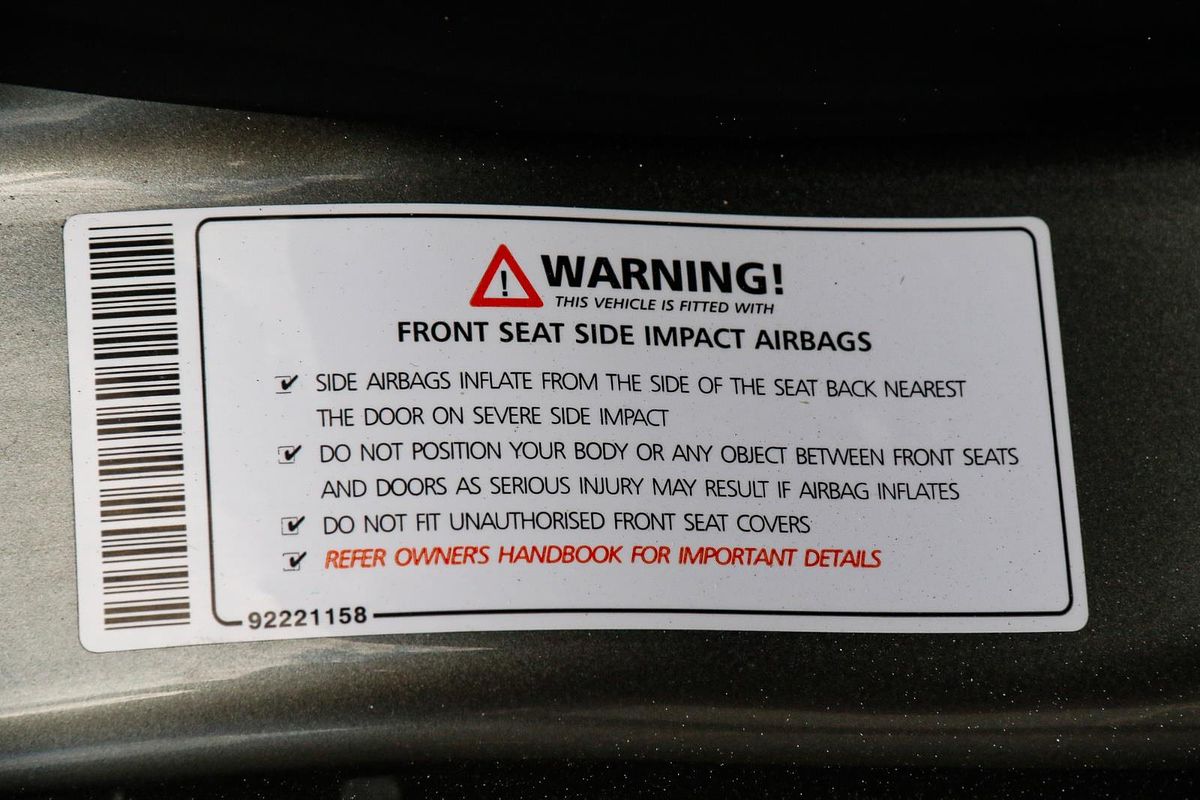 WARNING!
THIS VEHICLE IS FITTED WITH
FRONT SEAT SIDE IMPACT AIRBAGS
SIDE AIRBAGS INFLATE FROM THE SIDE OF THE SEAT BACK NEAREST
THE DOOR ON SEVERE SIDE IMPACT
DO NOT POSITION YOUR BODY OR ANY OBJECT BETWEEN FRONT SEATS
AND DOORS AS SERIOUS INJURY MAY RESULT IF AIRBAG INFLATES
DO NOT FIT UNAUTHORISED FRONT SEAT COVERS
REFER OWNER'S HANDBOOK FOR IMPORTANT DETAILS
92221158